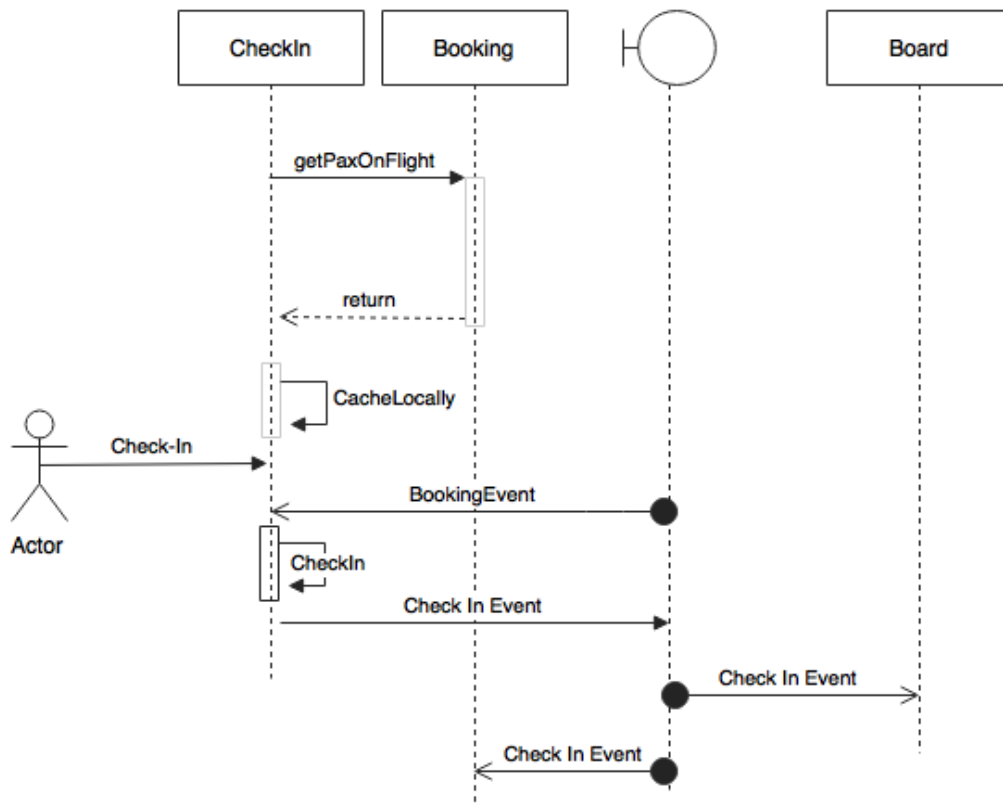 CheckIn
Booking
Board
getPaxOnFlight
return
CacheLocally
Check-In
BookingEvent
Actor
CheckIn
Check In Event
Check In Event
Check In Event